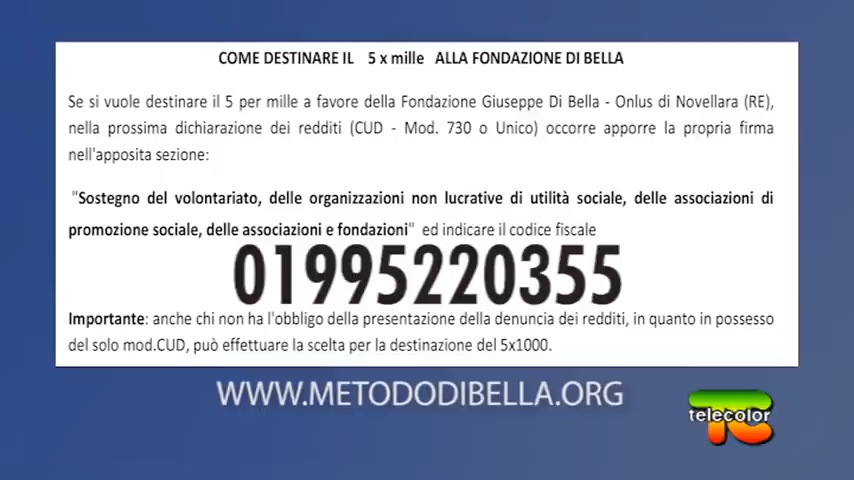 COME DESTINARE IL 5 x mille ALLA FONDAZIONE DI BELLA
Se si vuole destinare il 5 per mille a favore della Fondazione Giuseppe Di Bella - Onlus di Novellara (RE),
nella prossima dichiarazione dei redditi (CUD - Mod. 730 o Unico) occorre apporre la propria firma
nell'apposita sezione:
"Sostegno del volontariato, delle organizzazioni non lucrative di utilità sociale, delle associazioni di
promozione sociale, delle associazioni e fondazioni" ed indicare il codice fiscale
01995220355
Importante: anche chi non ha l'obbligo della presentazione della denuncia dei redditi, in quanto in possesso
del solo mod.CUD, può effettuare la scelta per la destinazione del 5x1000.
WWW.METODODIBELLA.ORG
TC
telecolor